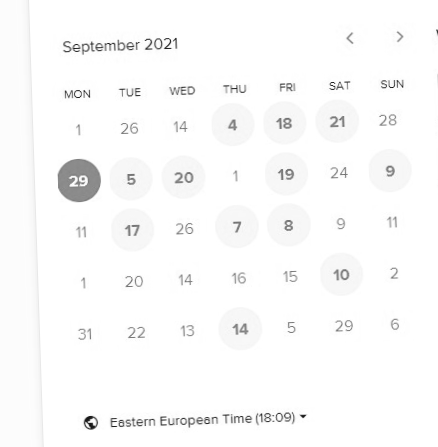 September 2021
MON TUE WED THU FRI SAT SUN
1 26 14 4 18 21 28
29 5 20 1 19 24 9
11 17 26 7 8 9 11
1 20 14 16 15 10 2
31 22 13 14 5 29 6
Eastern European Time (18:09)